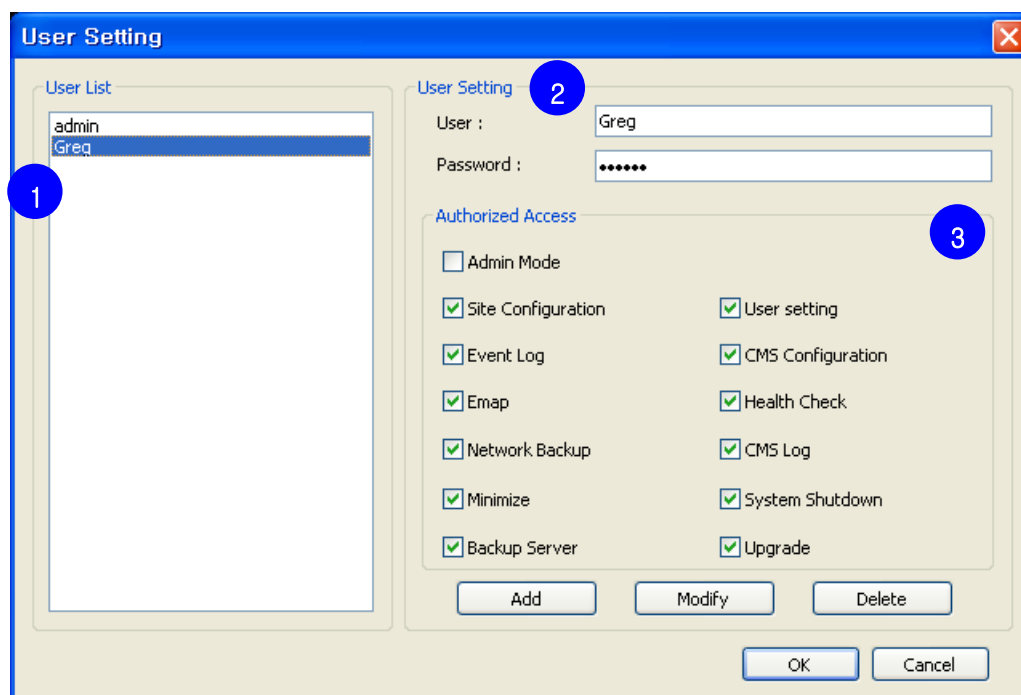 User Setting
User List
admin
Greg
1
User Setting
2
User :
Greg
Password :
••••••
Authorized Access
3
Admin Mode
Site Configuration
User setting
Event Log
CMS Configuration
Emap
Health Check
Network Backup
CMS Log
Minimize
System Shutdown
Backup Server
Upgrade
Add
Modify
Delete
OK
Cancel